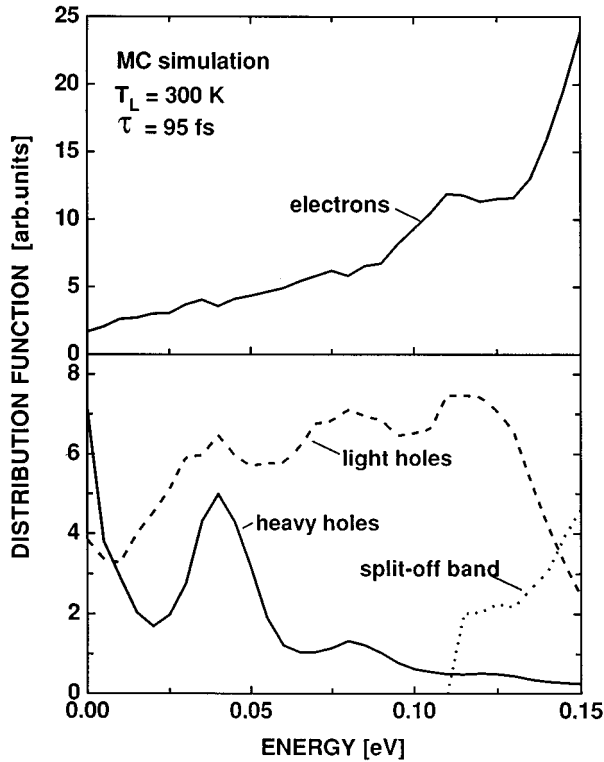 25
20
15
10
5
0
MC simulation
T_L = 300 K
τ = 95 fs
electrons
DISTRIBUTION FUNCTION [arb.units]
8
6
4
2
0
light holes
heavy holes
split-off band
0.00 0.05 0.10 0.15
ENERGY [eV]